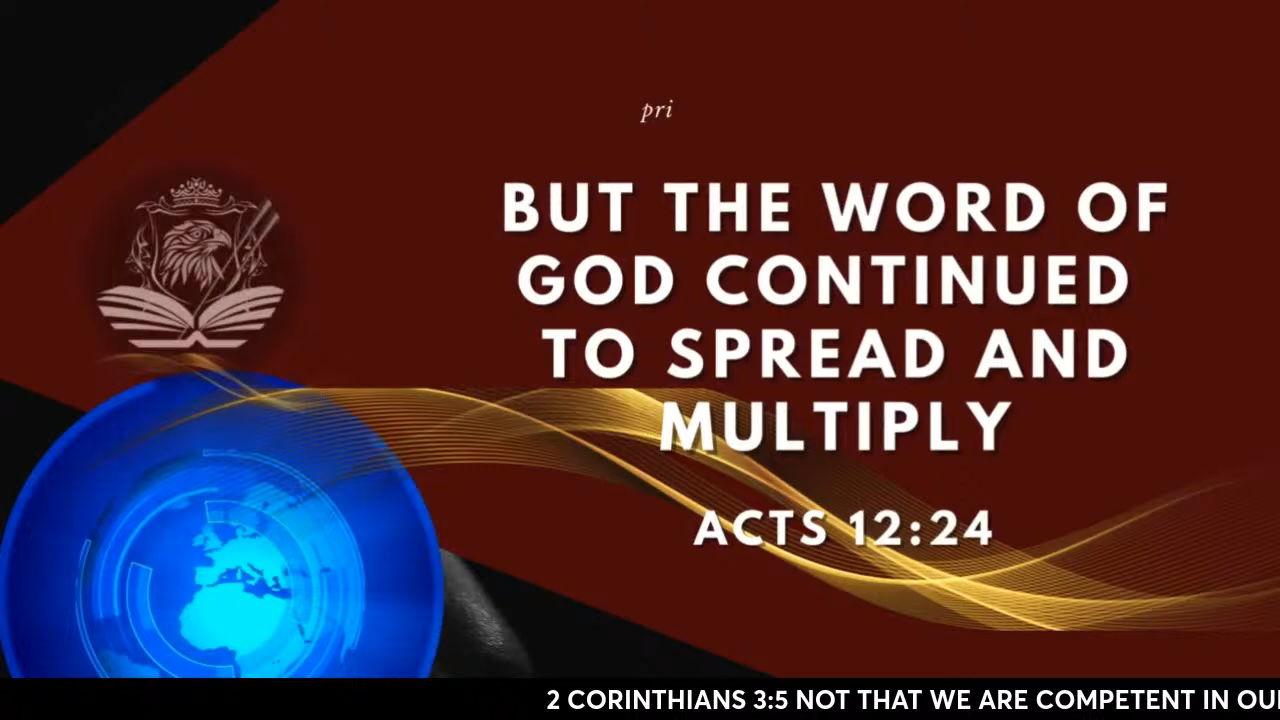 pri
BUT THE WORD OF
GOD CONTINUED
TO SPREAD AND
MULTIPLY
ACTS 12:24
2 CORINTHIANS 3:5 NOT THAT WE ARE COMPETENT IN OU